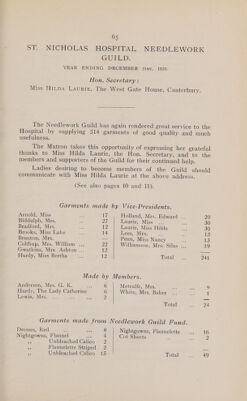 65
ST. NICHOLAS HOSPITAL NEEDLEWORK
GUILD.
YEAR ENDING DECEMBER 31st, 1935.
Hon. Secretary:
Miss Hilda Laurie, The West Gate House, Canterbury.
The Needlework Guild has again rendered great service to the
Hospital by supplying 314 garments of good quality and much
usefulness.
The Matron takes this opportunity of expressing her grateful
thanks to Miss Hilda Laurie, the Hon. Secretary, and to the
members and supporters of the Guild for their continual help.
Ladies desiring to become members of the Guild should
communicate with Miss Hilda Laurie at the above address.
(See also pages 10 and 11).
Garments made by Vice-Presidents.
Arnold, Miss ... 17
Biddulph, Mrs. ... 27
Bradford, Mrs. ... 12
Brooks, Miss Lake ... 14
Bruxton, Mrs. ...
Colthup, Mrs. William ... 22
Gwatkins, Mrs. Ashton ... 12
Hardy, Miss Bertha ... 12
Holland, Mrs. Edward ... 20
Laurie, Miss ... 30
Laurie, Miss Hilda ... 30
Lees, Mrs. ... 12
Penn, Miss Nancy ... 13
Williamson, Mrs. Silas ... 19
Total ... 241
Made by Members.
Anderson, Mrs. G. K. ... 6
Hardy, The Lady Catherine 6
Lewis, Mrs. ... 2
Metcalfe, Mrs. ... 9
White, Mrs. Baker ... 1
Total ... 24
Garments made from Needlework Guild Fund.
Dresses, Red ... 8
Nightgowns, Flannel ... 4
,, Unbleached Calico 2
,, Flannelette Striped 2
,, Unbleached Calico 15
Nightgowns, Flannelette ... 16
Cot Sheets ... 2
Total ... 49